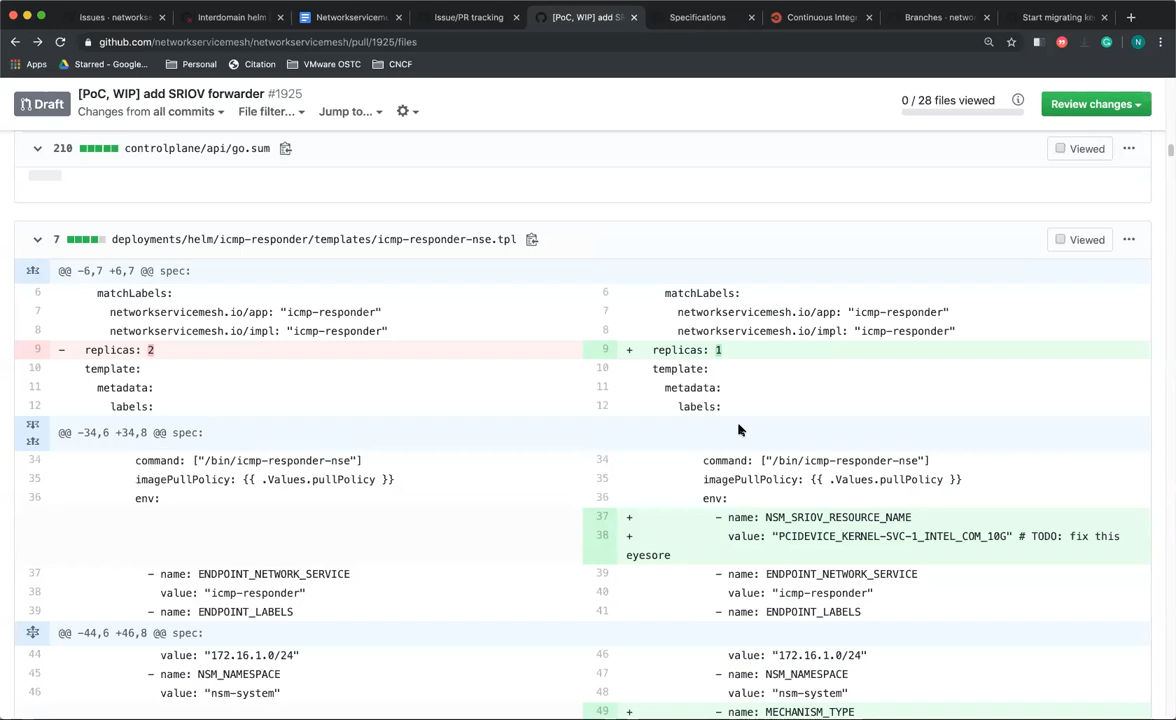 Issues · networkse
Interdomain helm
Networkservicem
Issue/PR tracking
[PoC, WIP] add SR
Specifications
Continuous Integr
Branches · networ
Start migrating ke
github.com/networkservicemesh/networkservicemesh/pull/1925/files
N
Apps
Starred - Google...
Personal
Citation
VMware OSTC
CNCF
Draft
[PoC, WIP] add SRIOV forwarder #1925
Changes from all commits
File filter...
Jump to...
0 / 28 files viewed
Review changes
210 controlplane/api/go.sum
Viewed
7 deployments/helm/icmp-responder/templates/icmp-responder-nse.tpl
Viewed
@@ -6,7 +6,7 @@ spec:
6 matchLabels:
7 networkservicemesh.io/app: "icmp-responder"
8 networkservicemesh.io/impl: "icmp-responder"
9 - replicas: 2
10 template:
11 metadata:
12 labels:
6 matchLabels:
7 networkservicemesh.io/app: "icmp-responder"
8 networkservicemesh.io/impl: "icmp-responder"
9 + replicas: 1
10 template:
11 metadata:
12 labels:
@@ -34,6 +34,8 @@ spec:
34 command: ["/bin/icmp-responder-nse"]
35 imagePullPolicy: {{ .Values.pullPolicy }}
36 env:
37 - name: ENDPOINT_NETWORK_SERVICE
38 value: "icmp-responder"
39 - name: ENDPOINT_LABELS
34 command: ["/bin/icmp-responder-nse"]
35 imagePullPolicy: {{ .Values.pullPolicy }}
36 env:
37 + - name: NSM_SRIOV_RESOURCE_NAME
38 + value: "PCIDEVICE_KERNEL-SVC-1_INTEL_COM_10G" # TODO: fix this
eyesore
39 - name: ENDPOINT_NETWORK_SERVICE
40 value: "icmp-responder"
41 - name: ENDPOINT_LABELS
@@ -44,6 +46,8 @@ spec:
44 value: "172.16.1.0/24"
45 - name: NSM_NAMESPACE
46 value: "nsm-system"
46 value: "172.16.1.0/24"
47 - name: NSM_NAMESPACE
48 value: "nsm-system"
49 + - name: MECHANISM_TYPE